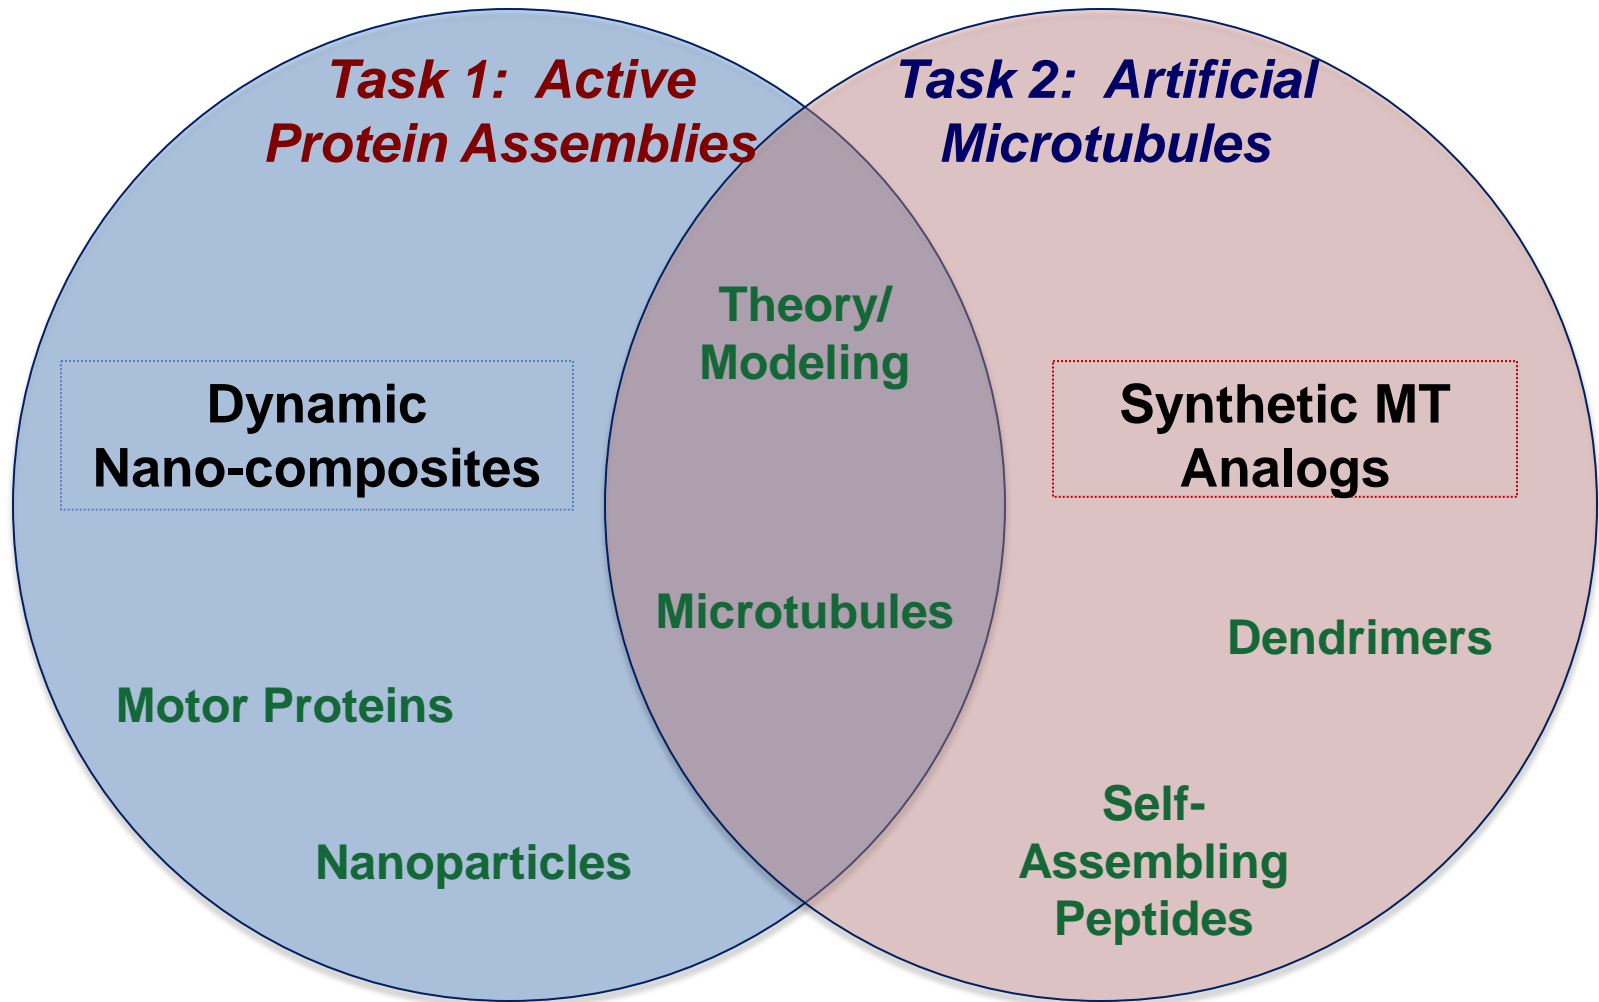 Task 1: Active
Protein Assemblies
Task 2: Artificial
Microtubules
Theory/
Modeling
Dynamic
Nano-composites
Synthetic MT
Analogs
Microtubules
Dendrimers
Motor Proteins
Nanoparticles
Self-
Assembling
Peptides